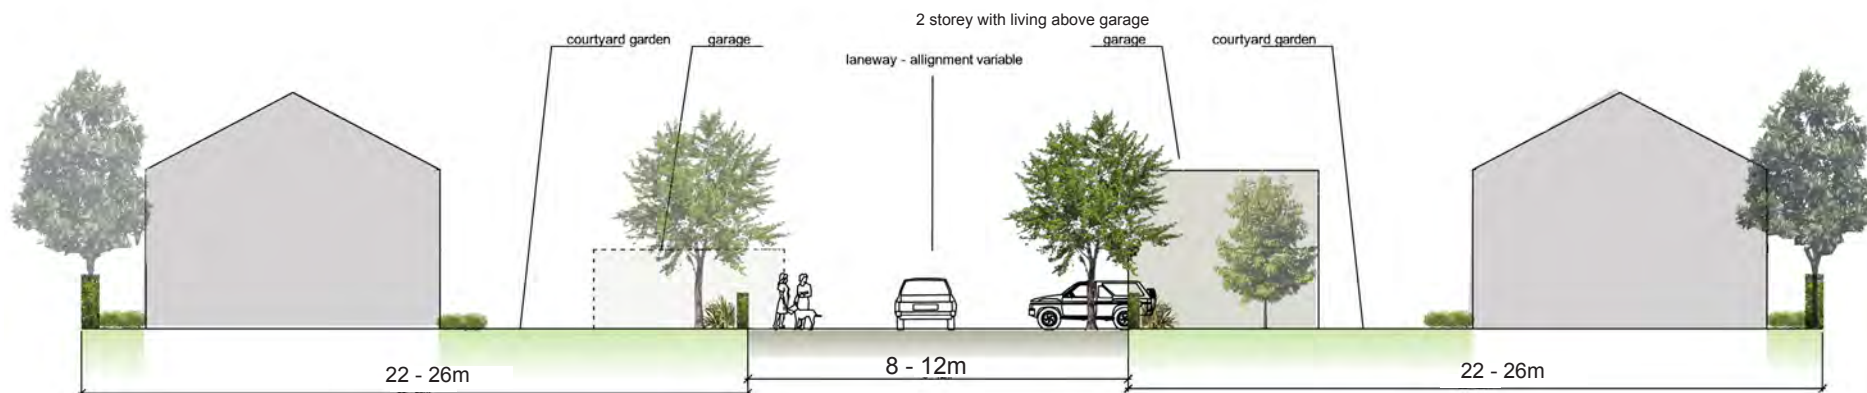 2 storey with living above garage
courtyard garden
garage
garage
courtyard garden
laneway - allignment variable
22 - 26m
8 - 12m
22 - 26m